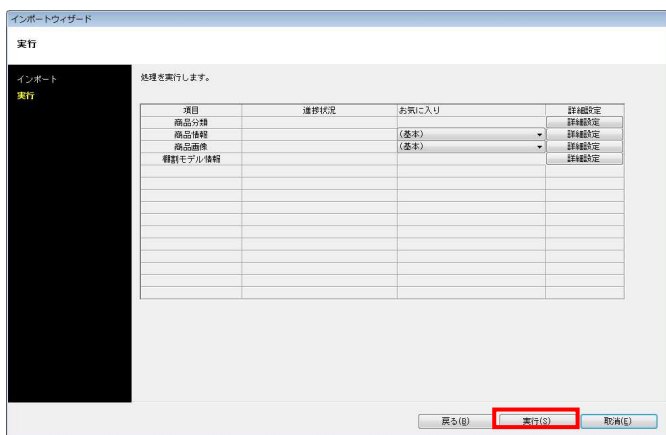 インポートウィザード
実行
インポート
実行
処理を実行します。
項目 進捗状況 お気に入り 詳細設定
商品分類 詳細設定
商品情報 (基本) 詳細設定
商品画像 (基本) 詳細設定
棚割モデル情報 詳細設定
戻る(B) 実行(S) 取消(E)